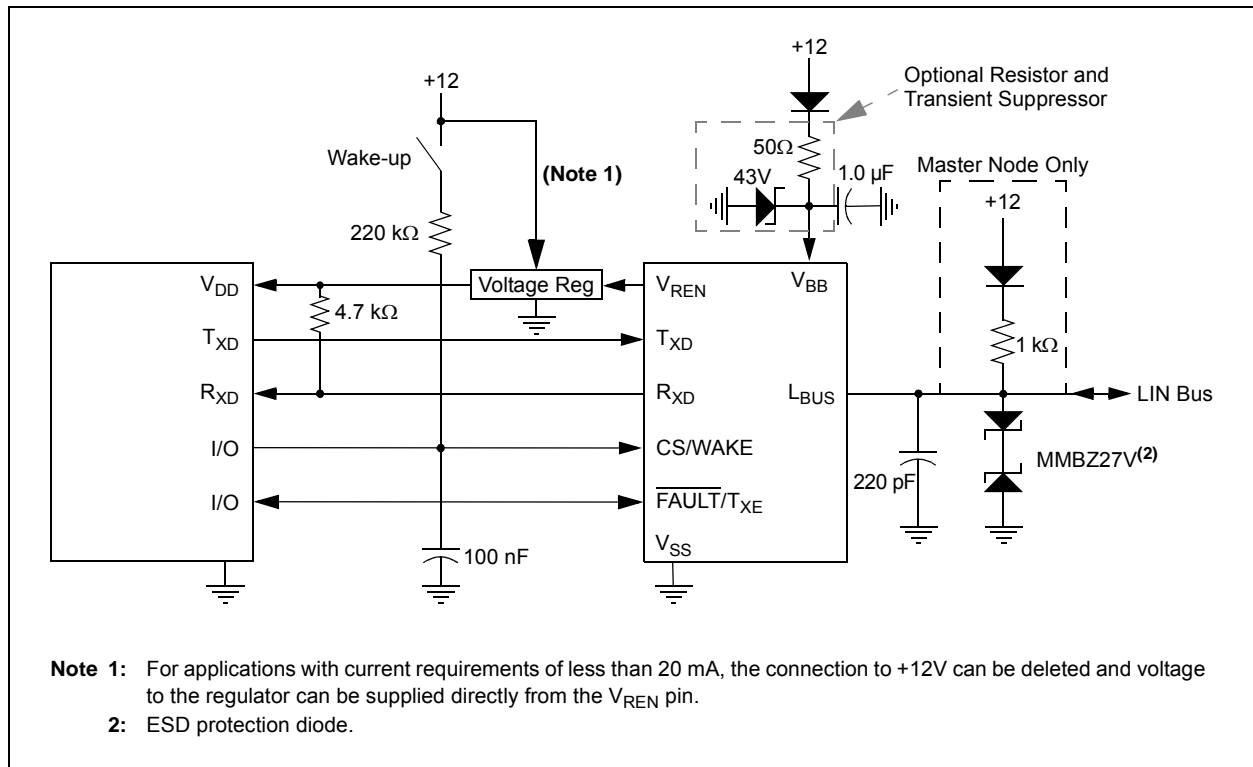 +12
Optional Resistor and
Transient Suppressor
+12
Wake-up
(Note 1)
50Ω
43V
1.0 µF
Master Node Only
+12
220 kΩ
VDD
Voltage Reg
VREN
VBB
4.7 kΩ
1 kΩ
TXD
TXD
RXD
RXD
LBUS
LIN Bus
I/O
CS/WAKE
MMBZ27V(2)
220 pF
I/O
FAULT/TXE
VSS
100 nF
Note 1: For applications with current requirements of less than 20 mA, the connection to +12V can be deleted and voltage
to the regulator can be supplied directly from the VREN pin.
2: ESD protection diode.